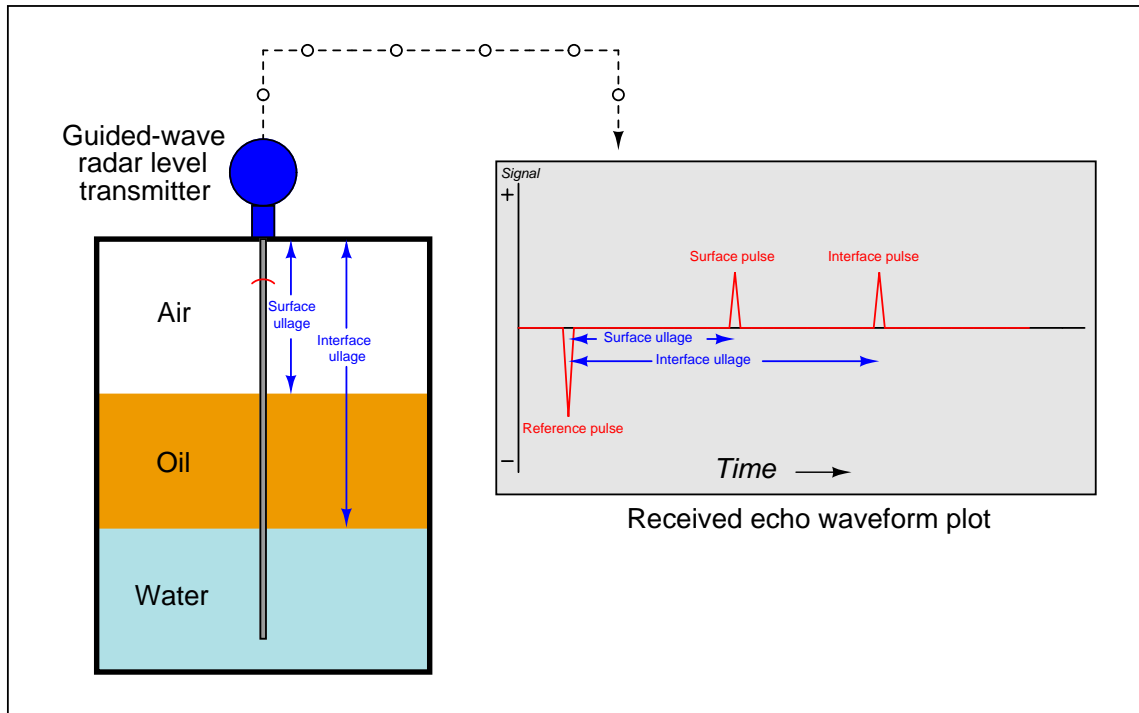 Guided-wave
radar level
transmitter
Air
Surface
ullage
Interface
ullage
Oil
Water
Signal
+
Surface pulse
Interface pulse
Surface ullage
Interface ullage
Reference pulse
−
Time
Received echo waveform plot